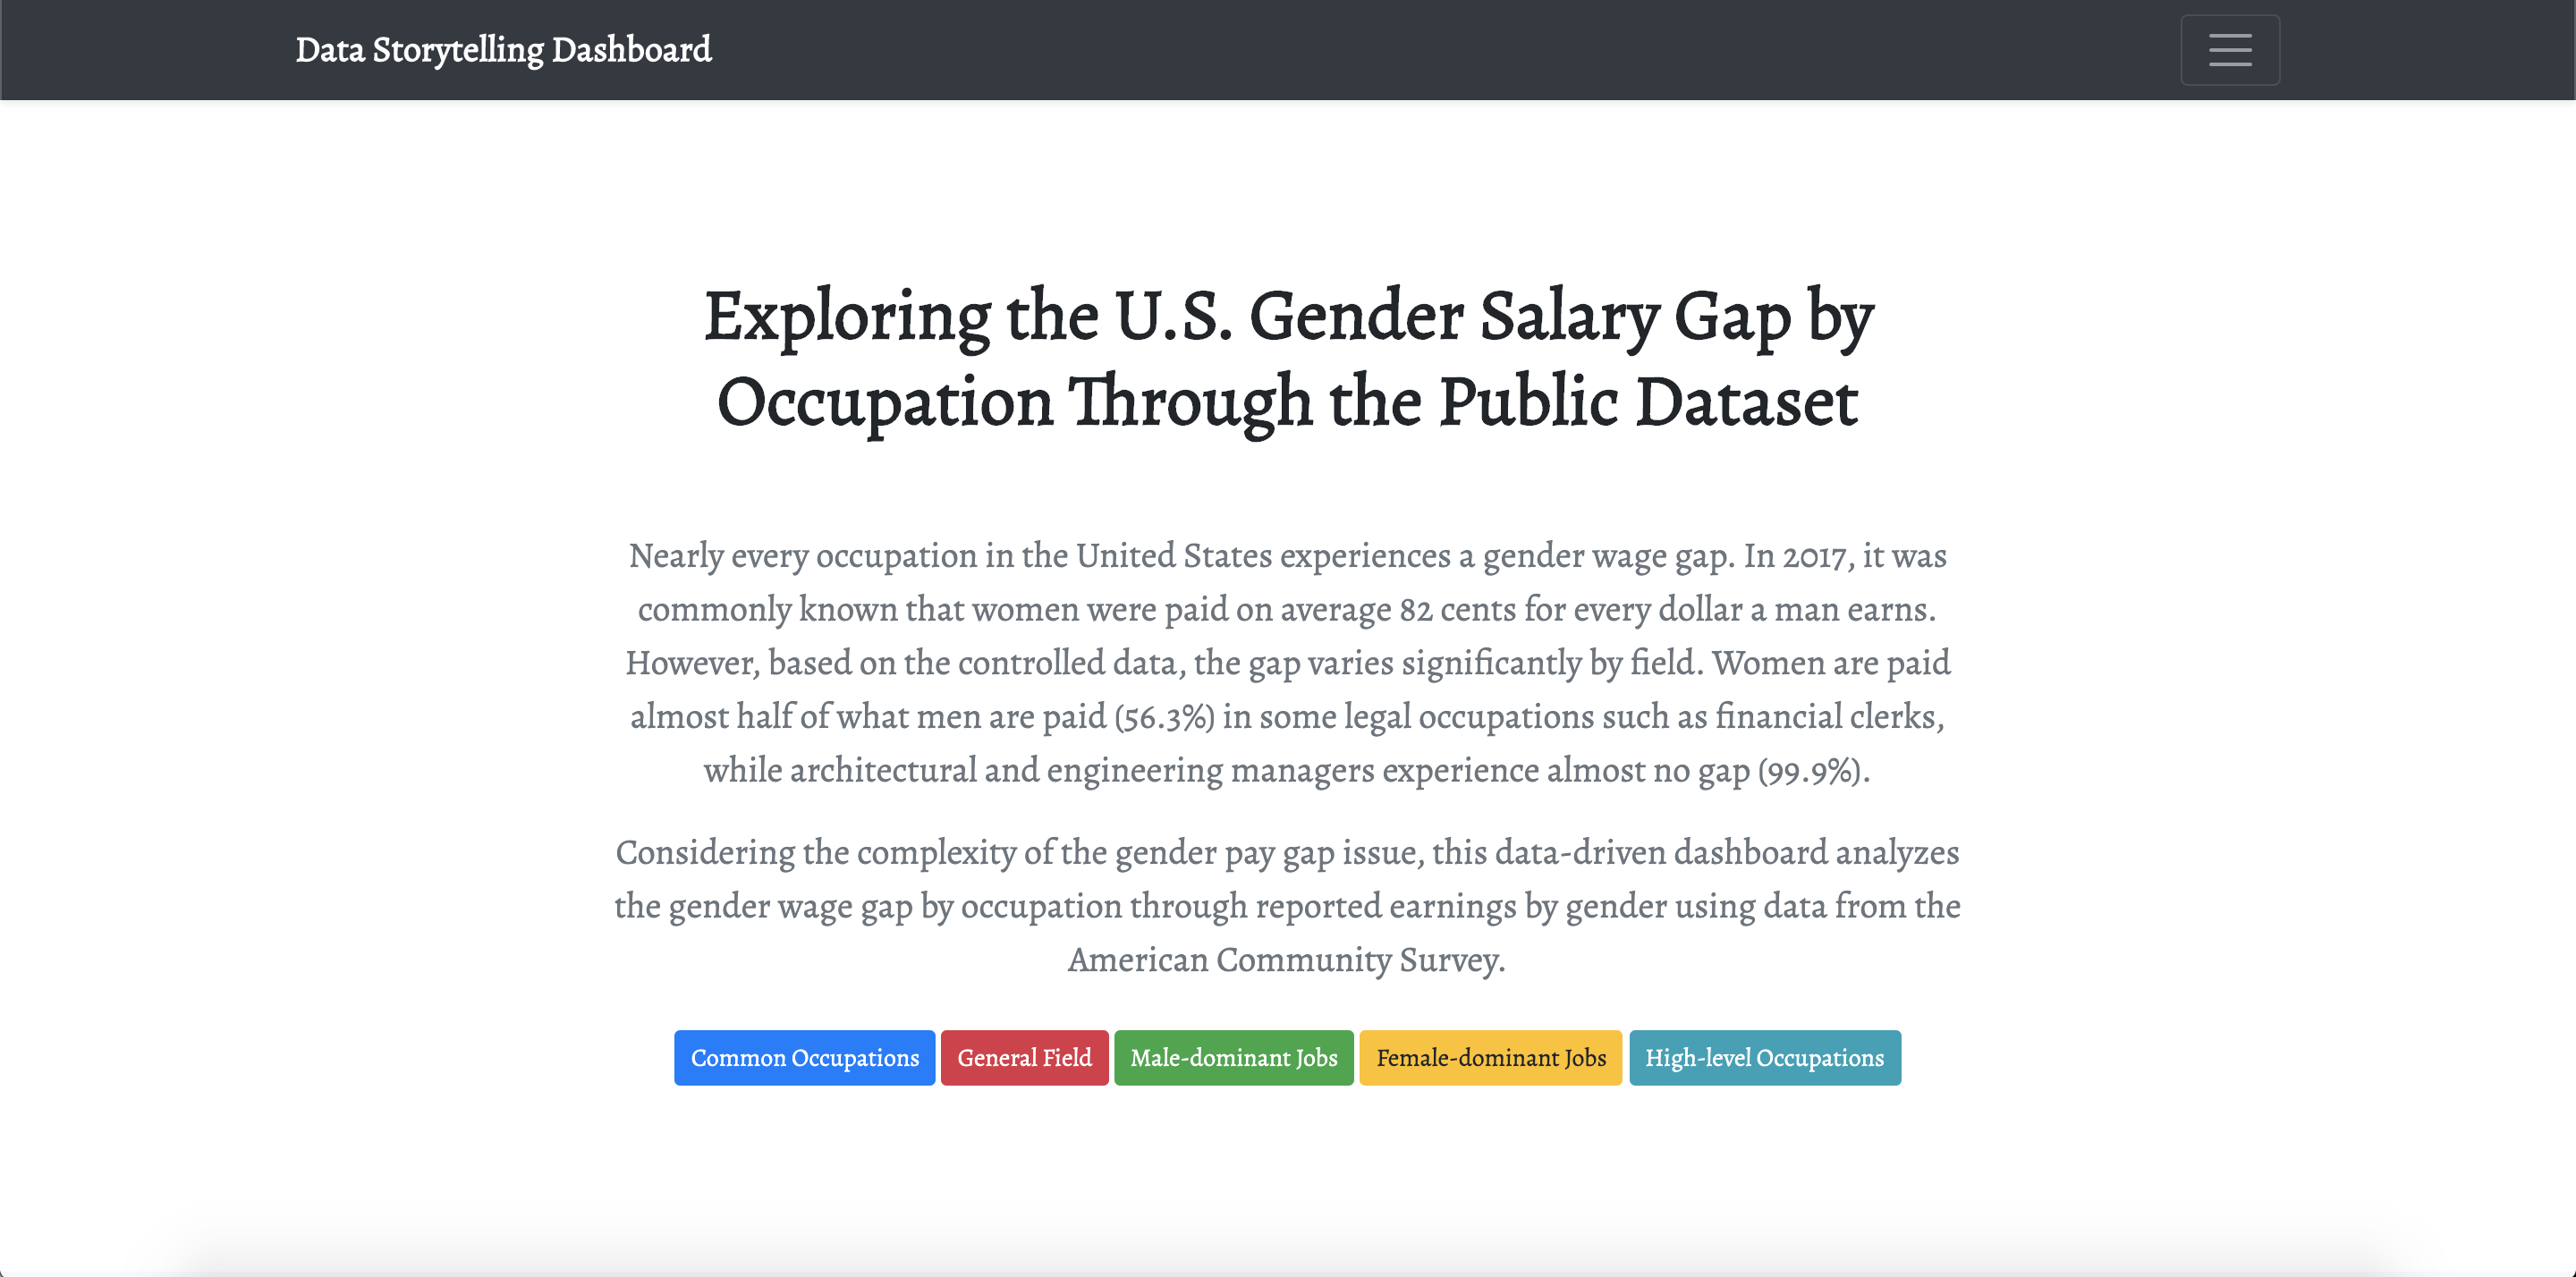 Data Storytelling Dashboard
Exploring the U.S. Gender Salary Gap by
Occupation Through the Public Dataset
Nearly every occupation in the United States experiences a gender wage gap. In 2017, it was
commonly known that women were paid on average 82 cents for every dollar a man earns.
However, based on the controlled data, the gap varies significantly by field. Women are paid
almost half of what men are paid (56.3%) in some legal occupations such as financial clerks,
while architectural and engineering managers experience almost no gap (99.9%).
Considering the complexity of the gender pay gap issue, this data-driven dashboard analyzes
the gender wage gap by occupation through reported earnings by gender using data from the
American Community Survey.
Common Occupations General Field Male-dominant Jobs Female-dominant Jobs High-level Occupations